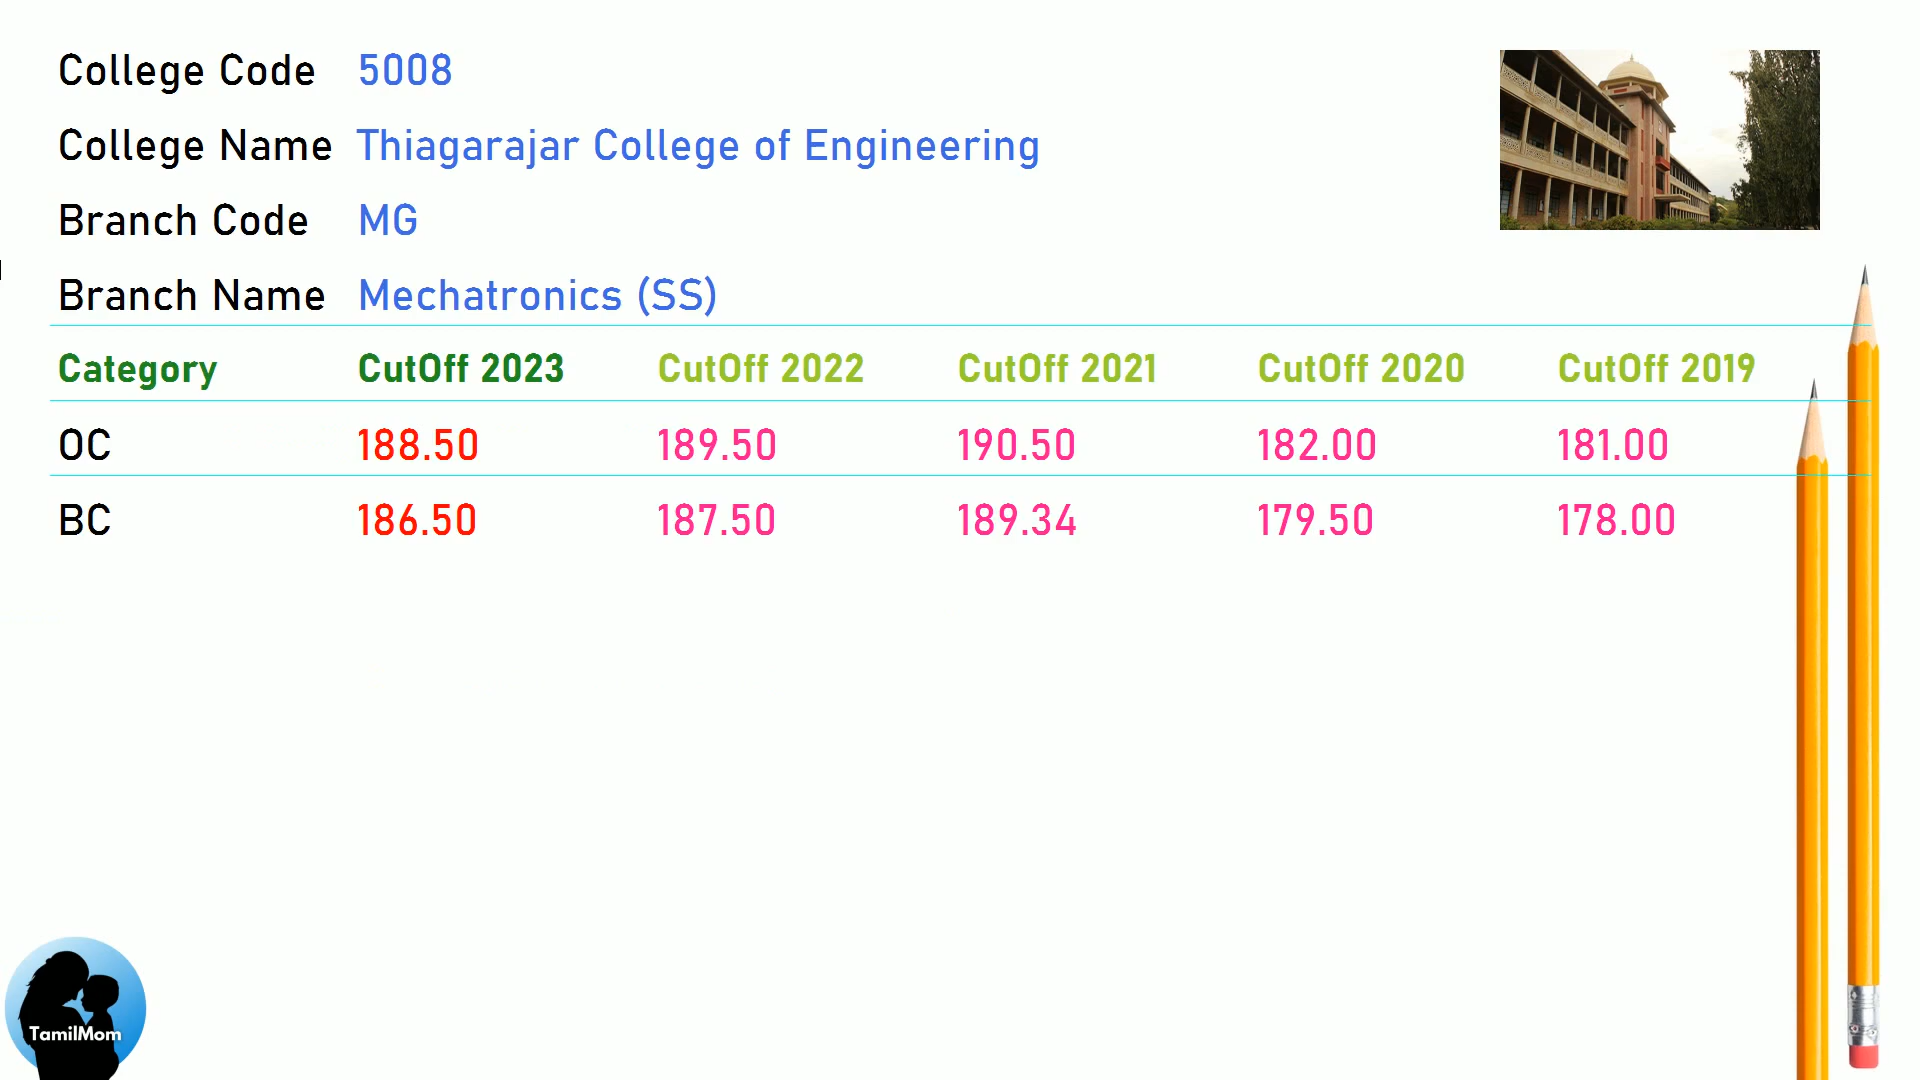 College Code 5008
College Name Thiagarajar College of Engineering
Branch Code MG
Branch Name Mechatronics (SS)
Category CutOff 2023 CutOff 2022 CutOff 2021 CutOff 2020 CutOff 2019
OC 188.50 189.50 190.50 182.00 181.00
BC 186.50 187.50 189.34 179.50 178.00
TamilMom